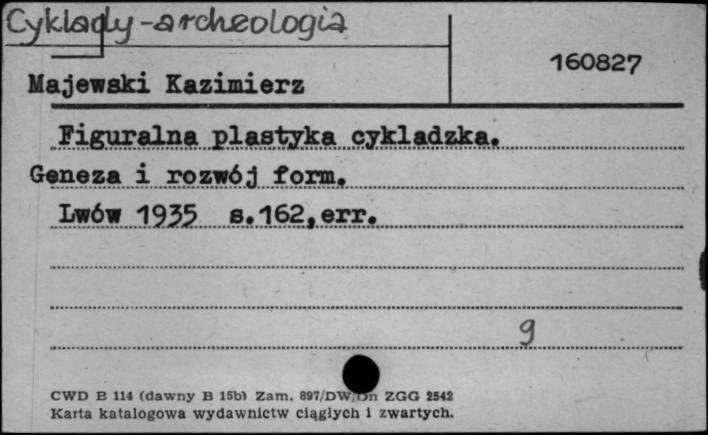 Cyklady-archeologia
160827
Majewski Kazimierz
Figuralna plastyka cykladzka.
Geneza i rozwój form.
Lwów 1935 s.162,err.
9
CWD B 114 (dawny B 15b) Zam. 897/DW/Dn ZGG 2542
Karta katalogowa wydawnictw ciągłych i zwartych.